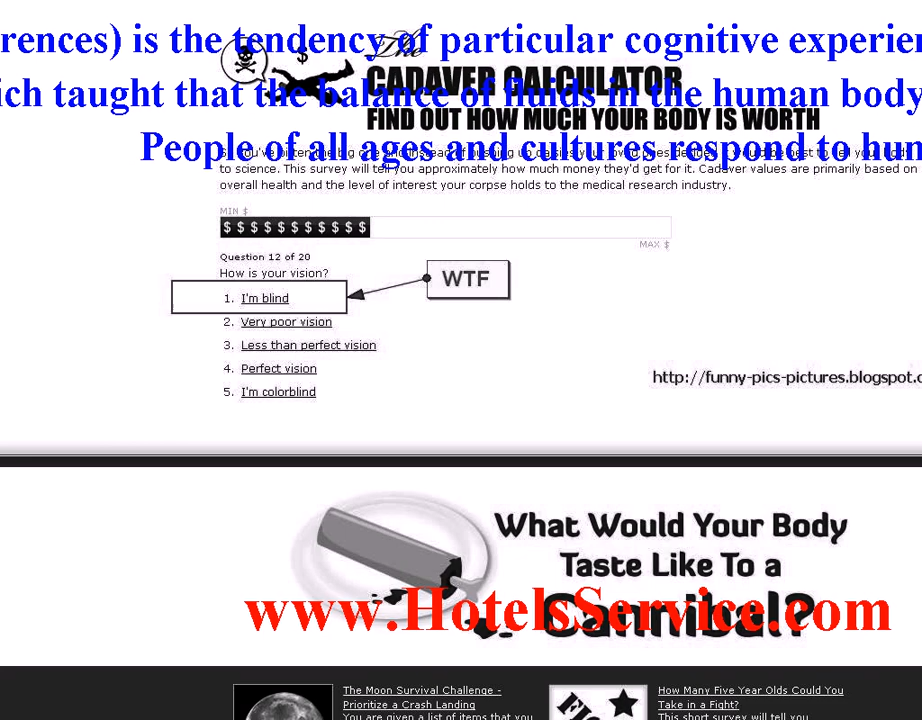 rences) is the tendency of particular cognitive experien
The
CADAVER CALCULATOR
ich taught that the balance of fluids in the human body
FIND OUT HOW MUCH YOUR BODY IS WORTH
People of all ages and cultures respond to hum
to science. This survey will tell you approximately how much money they'd get for it. Cadaver values are primarily based on
overall health and the level of interest your corpse holds to the medical research industry.
MIN $
$ $ $ $ $ $ $ $ $ $ $
MAX $
Question 12 of 20
How is your vision?
WTF
1. I'm blind
2. Very poor vision
3. Less than perfect vision
4. Perfect vision
http://funny-pics-pictures.blogspot.c
5. I'm colorblind
What Would Your Body
Taste Like To a
Cannibal?
www.HotelsService.com
The Moon Survival Challenge -
Prioritize a Crash Landing
You are given a list of items that you
How Many Five Year Olds Could You
Take in a Fight?
This short survey will tell you